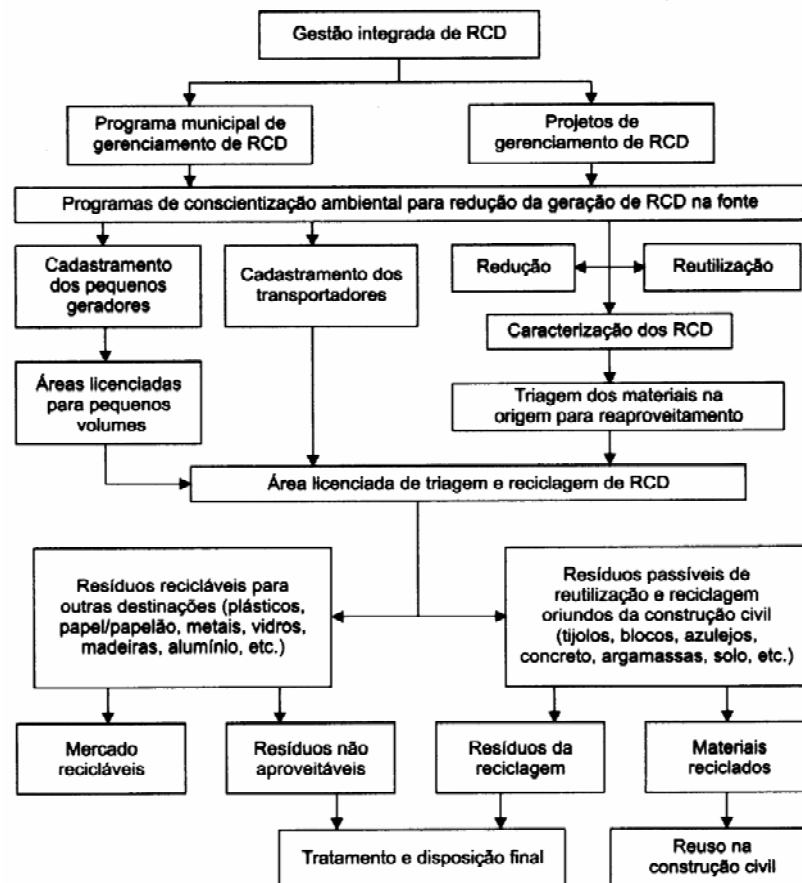 Gestão integrada de RCD
Programa municipal de
gerenciamento de RCD
Projetos de
gerenciamento de RCD
Programas de conscientização ambiental para redução da geração de RCD na fonte
Cadastramento
dos pequenos
geradores
Cadastramento dos
transportadores
Redução
Reutilização
Caracterização dos RCD
Áreas licenciadas
para pequenos
volumes
Triagem dos materiais na
origem para reaproveitamento
Área licenciada de triagem e reciclagem de RCD
Resíduos recicláveis para
outras destinações (plásticos,
papel/papelão, metais, vidros,
madeiras, alumínio, etc.)
Resíduos passíveis de
reutilização e reciclagem
oriundos da construção civil
(tijolos, blocos, azulejos,
concreto, argamassas, solo, etc.)
Mercado
recicláveis
Resíduos não
aproveitáveis
Resíduos da
reciclagem
Materiais
reciclados
Tratamento e disposição final
Reuso na
construção civil